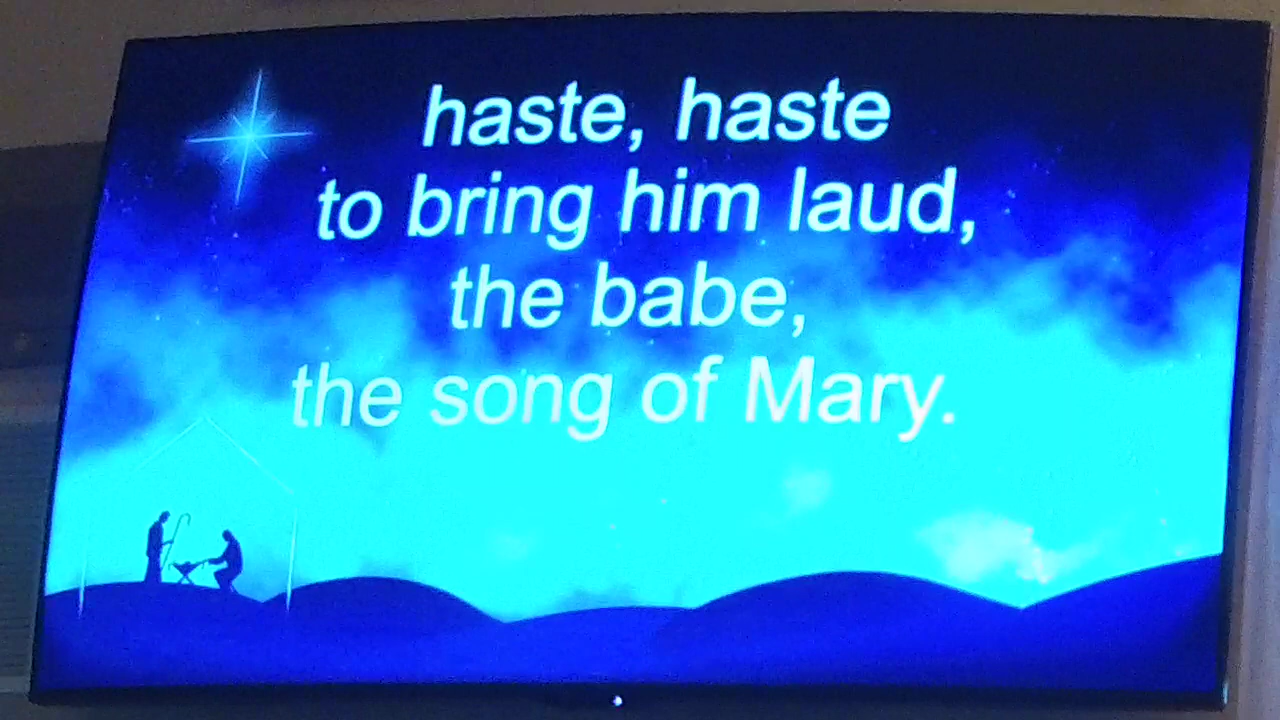 haste, haste
to bring him laud,
the babe,
the song of Mary.